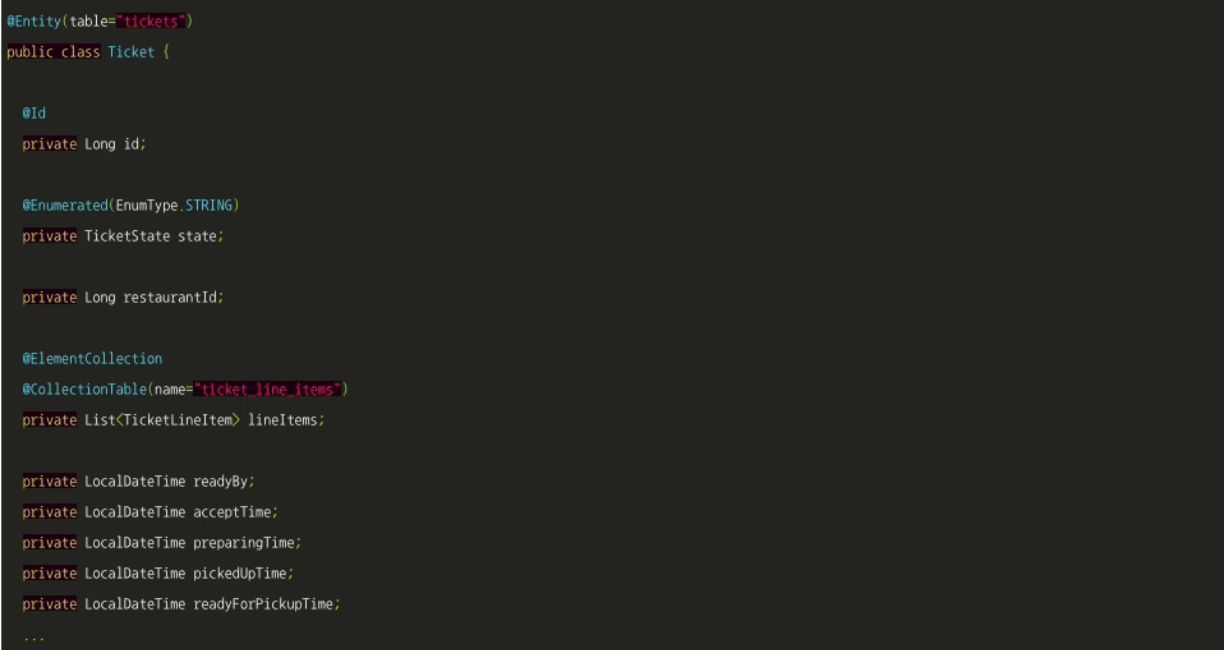 @Entity(table="tickets")
public class Ticket {
@Id
private Long id;
@Enumerated(EnumType.STRING)
private TicketState state;
private Long restaurantId;
@ElementCollection
@CollectionTable(name="ticket_line_items")
private List<TicketLineItem> lineItems;
private LocalDateTime readyBy;
private LocalDateTime acceptTime;
private LocalDateTime preparingTime;
private LocalDateTime pickedUpTime;
private LocalDateTime readyForPickupTime;
...